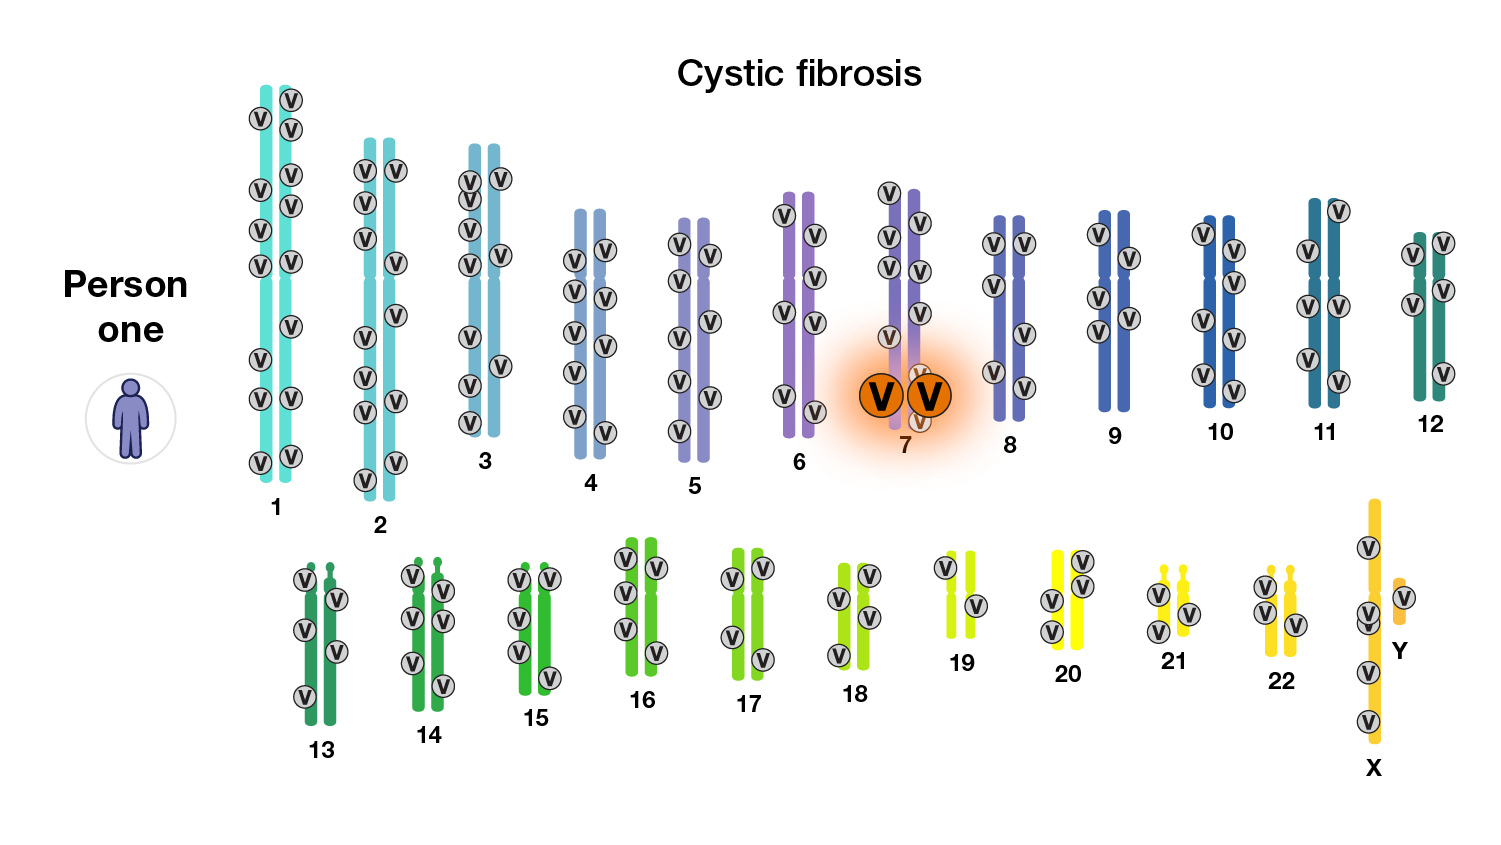 Cystic fibrosis
Person
one
V V V V V V V V V V V V V V V
1
V V V V V V V V V V V V
2
V V V V V V V V V V
3
V V V V V V V V V
4
V V V V V V V V
5
V V V V V V V
6
V V V V V V V V V V V
7
V V V V V V
8
V V V V V
9
V V V V V V V
10
V V V V V V
11
V V V V V
12
V V V V V
13
V V V V V V
14
V V V V V
15
V V V V V
16
V V V V
17
V V V V
18
V V
19
V V V V
20
V V V
21
V V V
22
V V V V V
X
V
Y